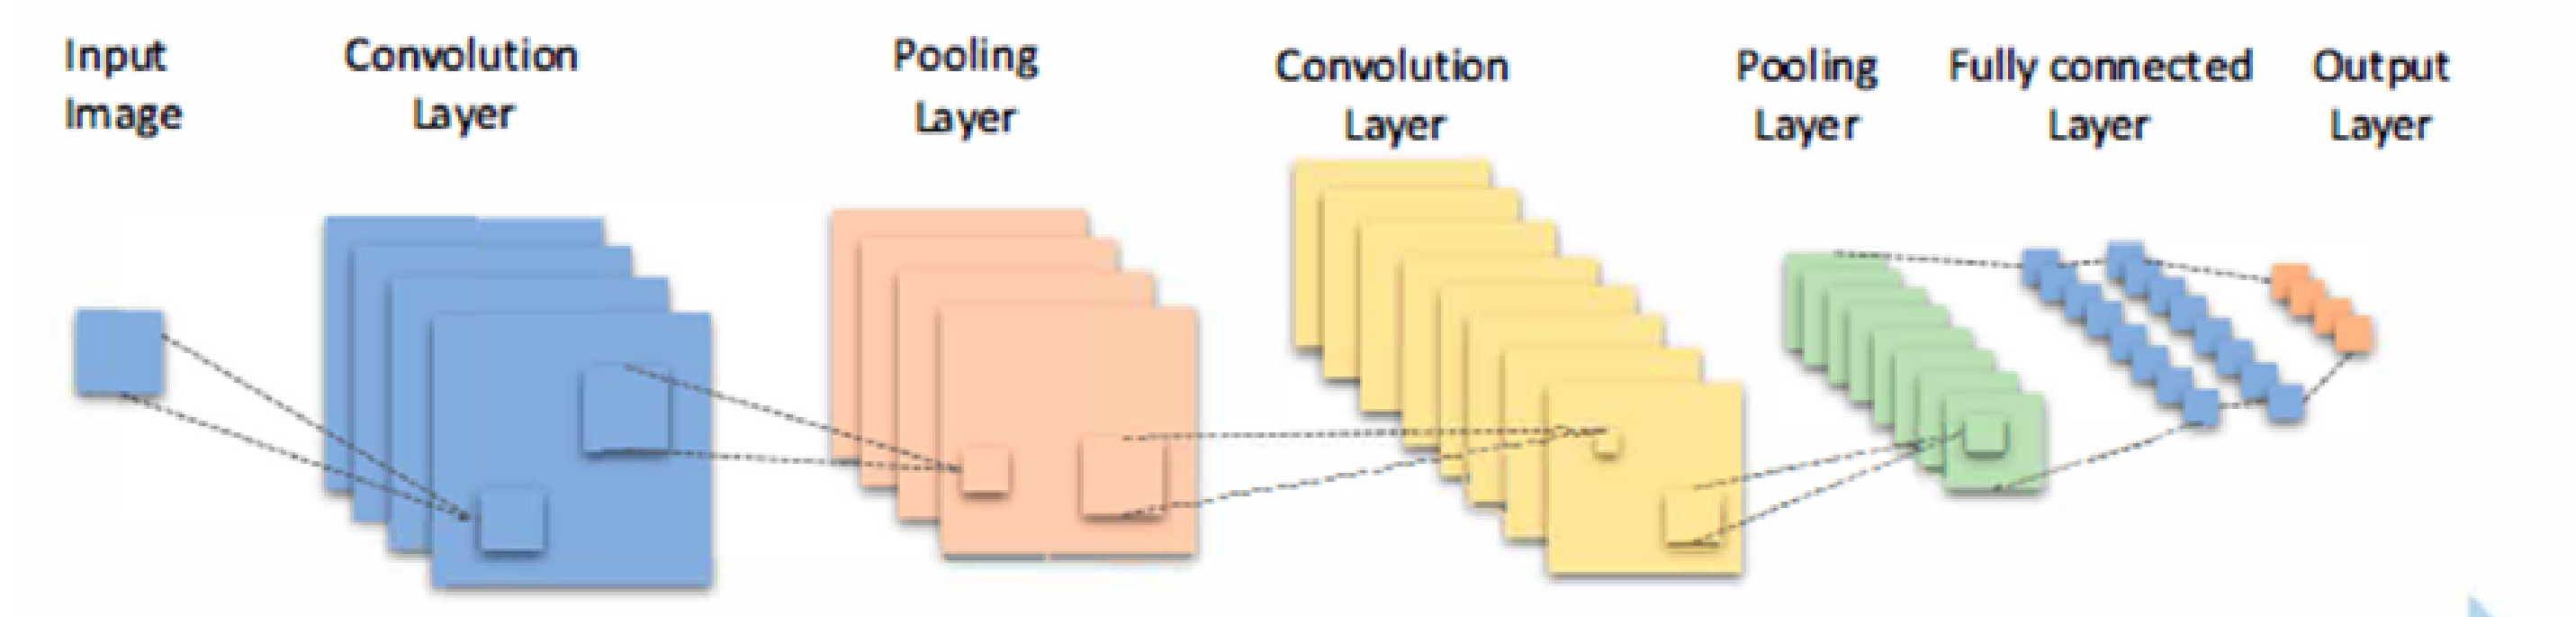 Input
Image
Convolution
Layer
Pooling
Layer
Convolution
Layer
Pooling
Layer
Fully connected
Layer
Output
Layer